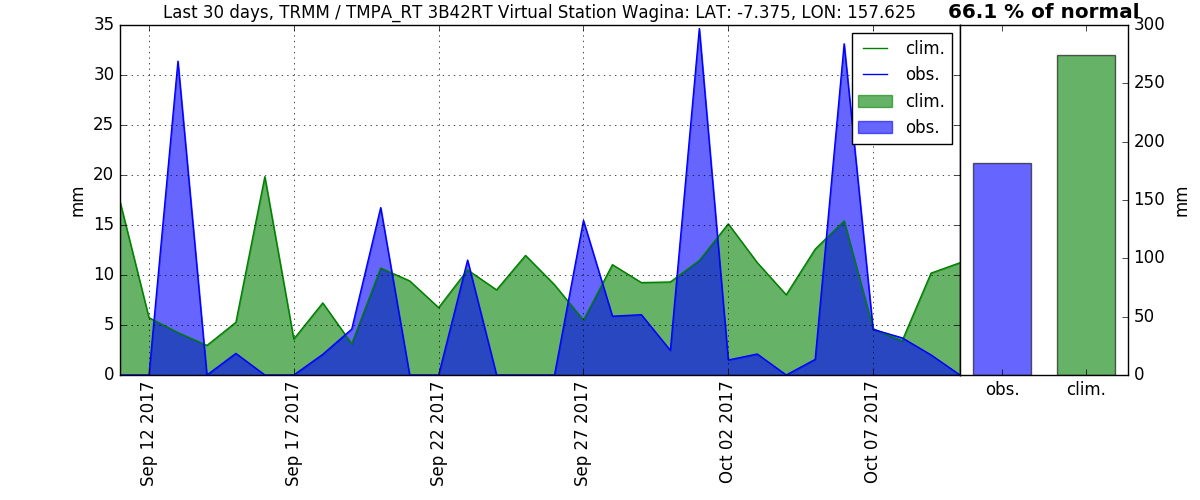 Last 30 days, TRMM / TMPA_RT 3B42RT Virtual Station Wagina: LAT: -7.375, LON: 157.625
66.1 % of normal
mm
35
30
25
20
15
10
5
0
clim.
obs.
clim.
obs.
Sep 12 2017
Sep 17 2017
Sep 22 2017
Sep 27 2017
Oct 02 2017
Oct 07 2017
300
250
200
150
100
50
0
mm
obs.
clim.